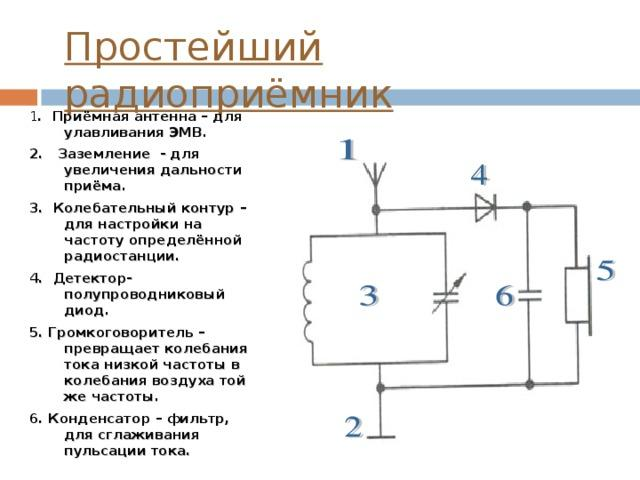 Простейший
радиоприёмник
1. Приёмная антенна – для
улавливания ЭМВ.
2. Заземление - для
увеличения дальности
приёма.
3. Колебательный контур –
для настройки на
частоту определённой
радиостанции.
4. Детектор-
полупроводниковый
диод.
5. Громкоговоритель –
превращает колебания
тока низкой частоты в
колебания воздуха той
же частоты.
6. Конденсатор – фильтр,
для сглаживания
пульсации тока.
1
4
3
6
5
2